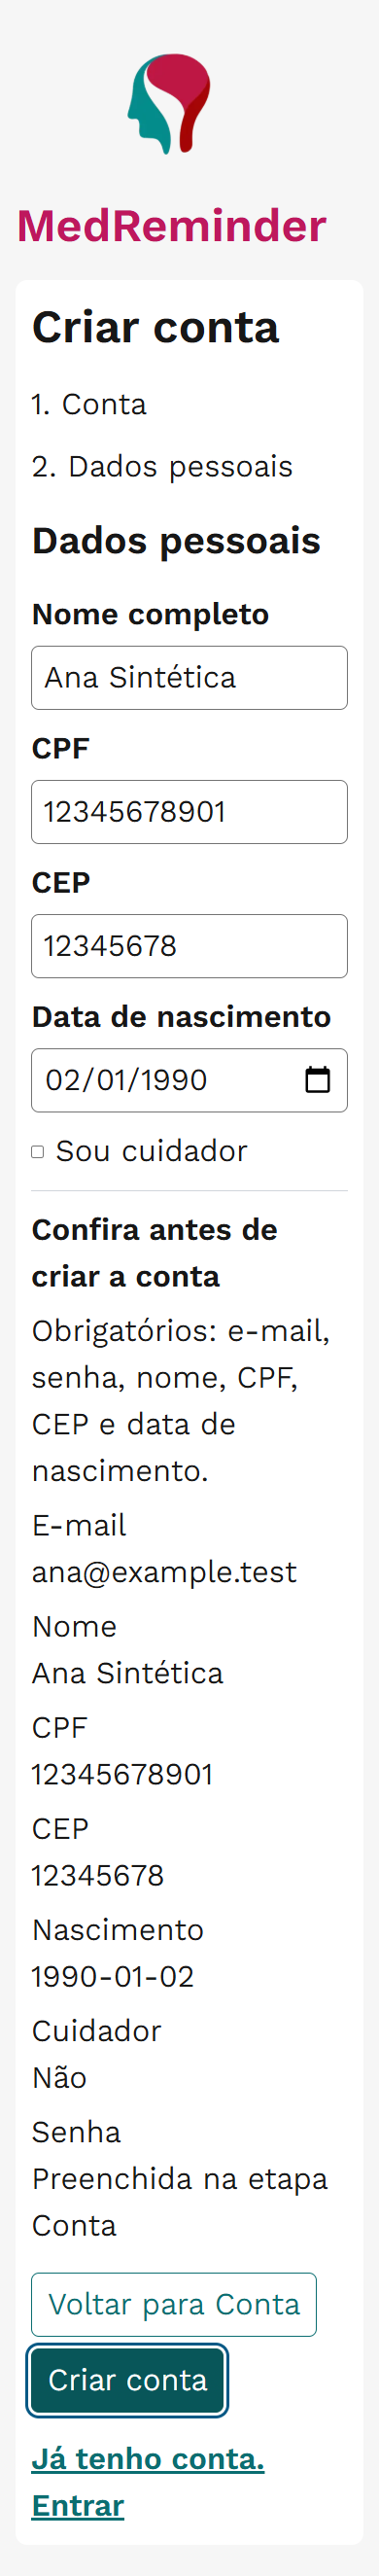 MedReminder
Criar conta
1. Conta
2. Dados pessoais
Dados pessoais
Nome completo
Ana Sintética
CPF
12345678901
CEP
12345678
Data de nascimento
02/01/1990
Sou cuidador
Confira antes de
criar a conta
Obrigatórios: e-mail,
senha, nome, CPF,
CEP e data de
nascimento.
E-mail
ana@example.test
Nome
Ana Sintética
CPF
12345678901
CEP
12345678
Nascimento
1990-01-02
Cuidador
Não
Senha
Preenchida na etapa
Conta
Voltar para Conta
Criar conta
Já tenho conta.
Entrar